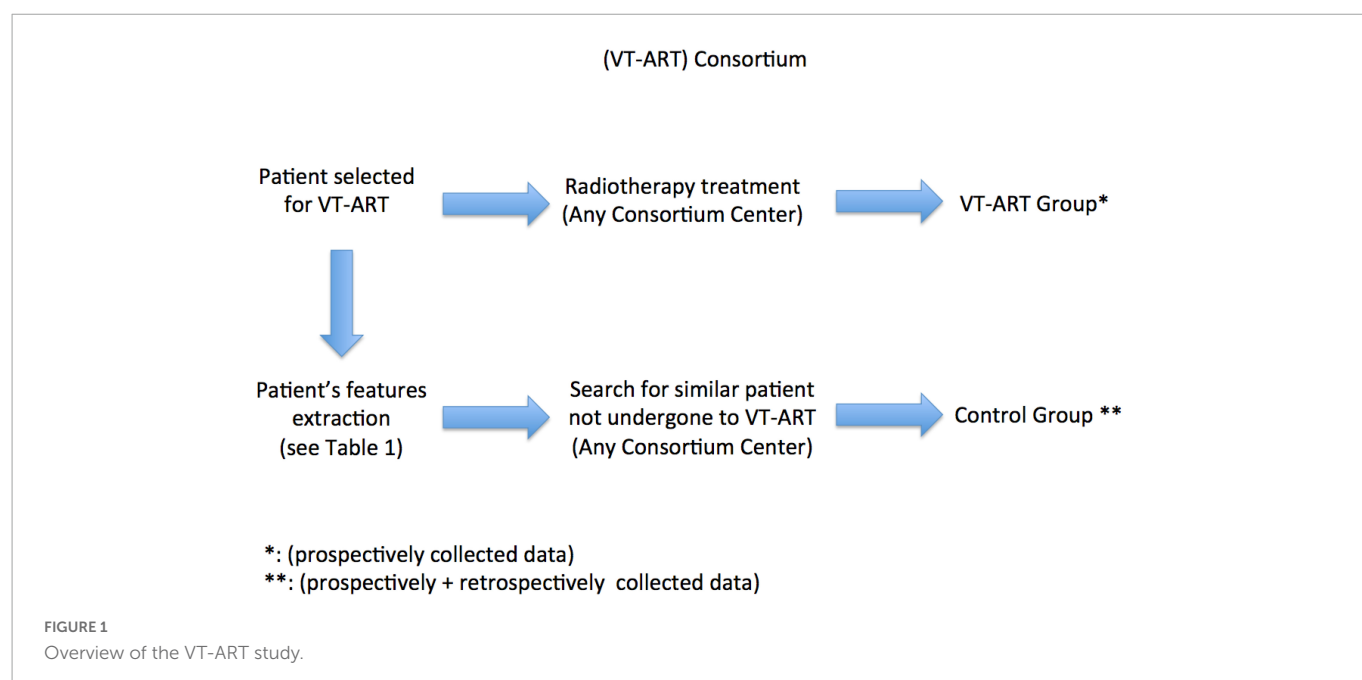 (VT-ART) Consortium
Patient selected
for VT-ART
Radiotherapy treatment
(Any Consortium Center)
VT-ART Group*
Patient's features
extraction
(see Table 1)
Search for similar patient
not undergone to VT-ART
(Any Consortium Center)
Control Group **
*: (prospectively collected data)
**: (prospectively + retrospectively collected data)
FIGURE 1
Overview of the VT-ART study.